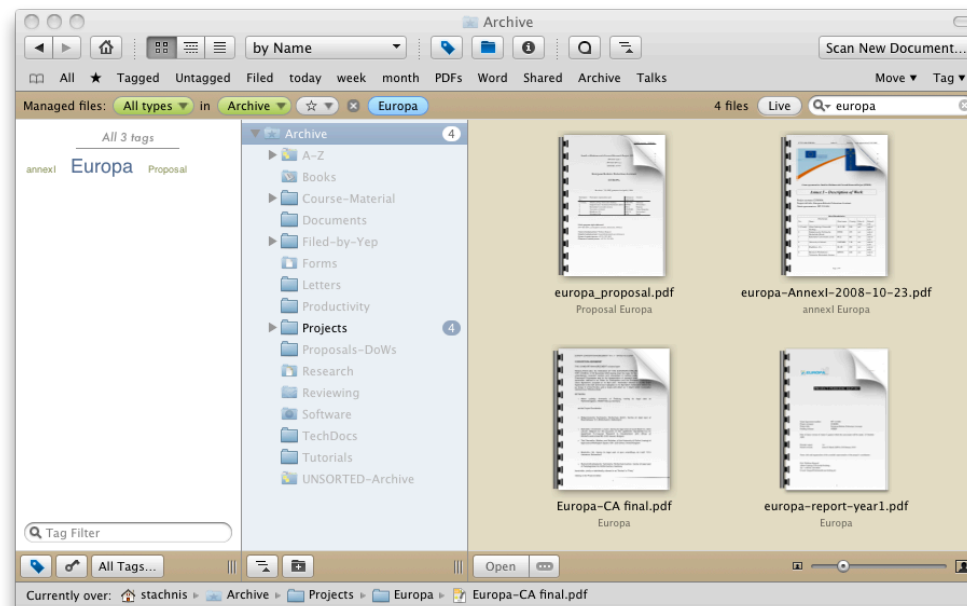 Archive
by Name
Scan New Document...
All ★ Tagged Untagged Filed today week month PDFs Word Shared Archive Talks Move ▼ Tag ▼
Managed files: All types ▼ in Archive ▼ ☆ ▼ Europa 4 files Live europa
All 3 tags
annexI Europa Proposal
Archive 4
A-Z
Books
Course-Material
Documents
Filed-by-Yep
Forms
Letters
Productivity
Projects 4
Proposals-DoWs
Research
Reviewing
Software
TechDocs
Tutorials
UNSORTED-Archive
europa_proposal.pdf
Proposal Europa
Annex I - Description of Work
europa-AnnexI-2008-10-23.pdf
annexI Europa
Europa-CA final.pdf
Europa
europa-report-year1.pdf
Europa
Tag Filter
All Tags...
Open
Currently over: stachnis ▸ Archive ▸ Projects ▸ Europa ▸ Europa-CA final.pdf